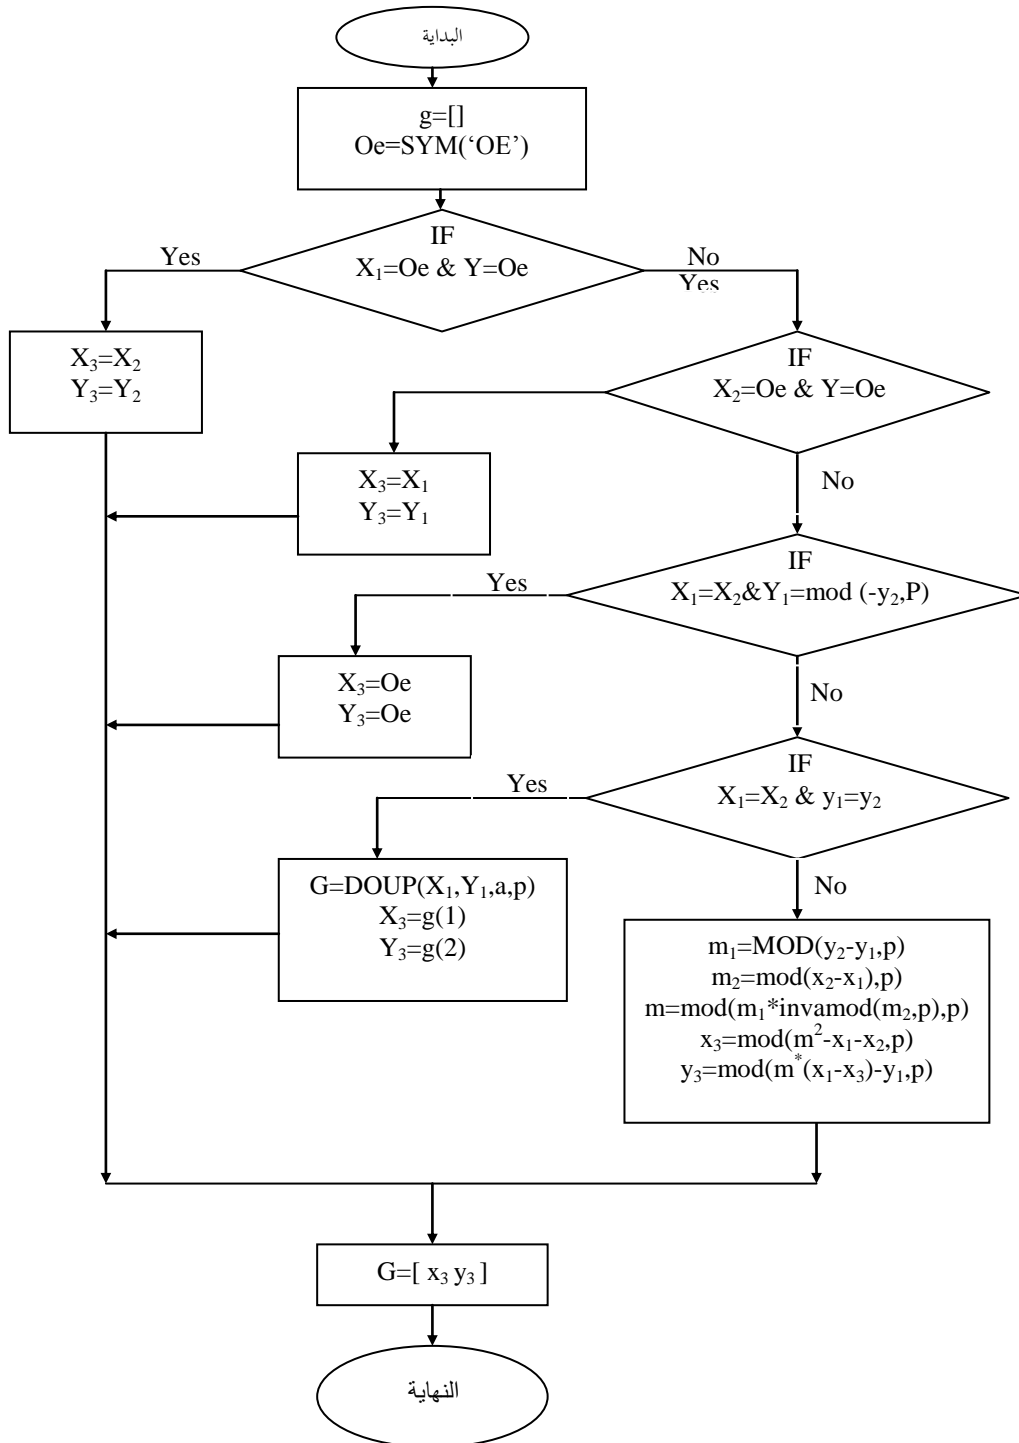 البداية
g=[]
Oe=SYM(‘OE’)
IF
X₁=Oe & Y=Oe
Yes
No
Yes
X₃=X₂
Y₃=Y₂
IF
X₂=Oe & Y=Oe
X₃=X₁
Y₃=Y₁
No
IF
X₁=X₂&Y₁=mod (-y₂,P)
Yes
X₃=Oe
Y₃=Oe
No
IF
X₁=X₂ & y₁=y₂
Yes
G=DOUP(X₁,Y₁,a,p)
X₃=g(1)
Y₃=g(2)
No
m₁=MOD(y₂-y₁,p)
m₂=mod(x₂-x₁),p)
m=mod(m₁*invamod(m₂,p),p)
x₃=mod(m²-x₁-x₂,p)
y₃=mod(m*(x₁-x₃)-y₁,p)
G=[ x₃ y₃ ]
النهاية